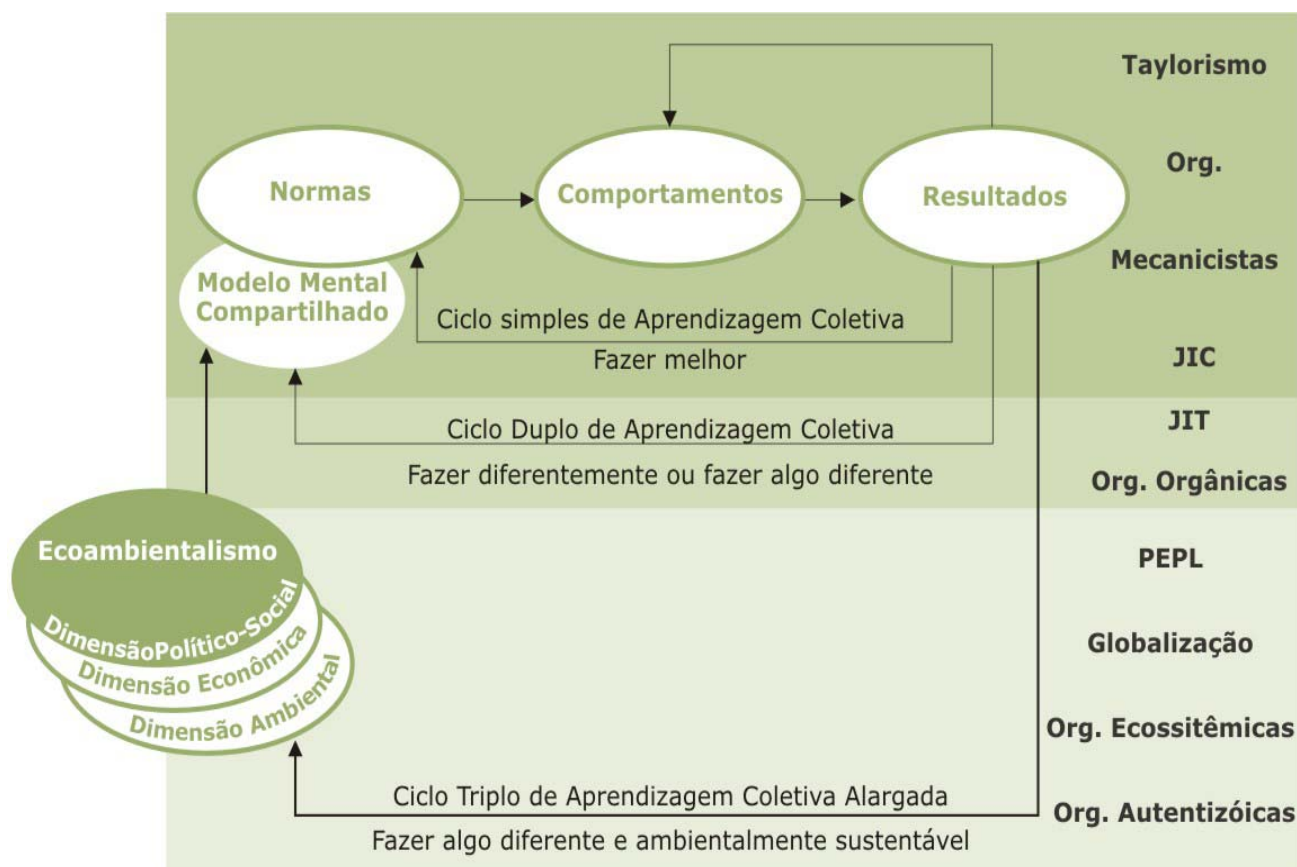 Taylorismo
Org.
Mecanicistas
JIC
Normas
Comportamentos
Resultados
Modelo Mental
Compartilhado
Ciclo simples de Aprendizagem Coletiva
Fazer melhor
JIT
Org. Orgânicas
Ciclo Duplo de Aprendizagem Coletiva
Fazer diferentemente ou fazer algo diferente
Ecoambientalismo
DimensãoPolítico-Social
Dimensão Econômica
Dimensão Ambiental
PEPL
Globalização
Org. Ecossitêmicas
Org. Autentizóicas
Ciclo Triplo de Aprendizagem Coletiva Alargada
Fazer algo diferente e ambientalmente sustentável